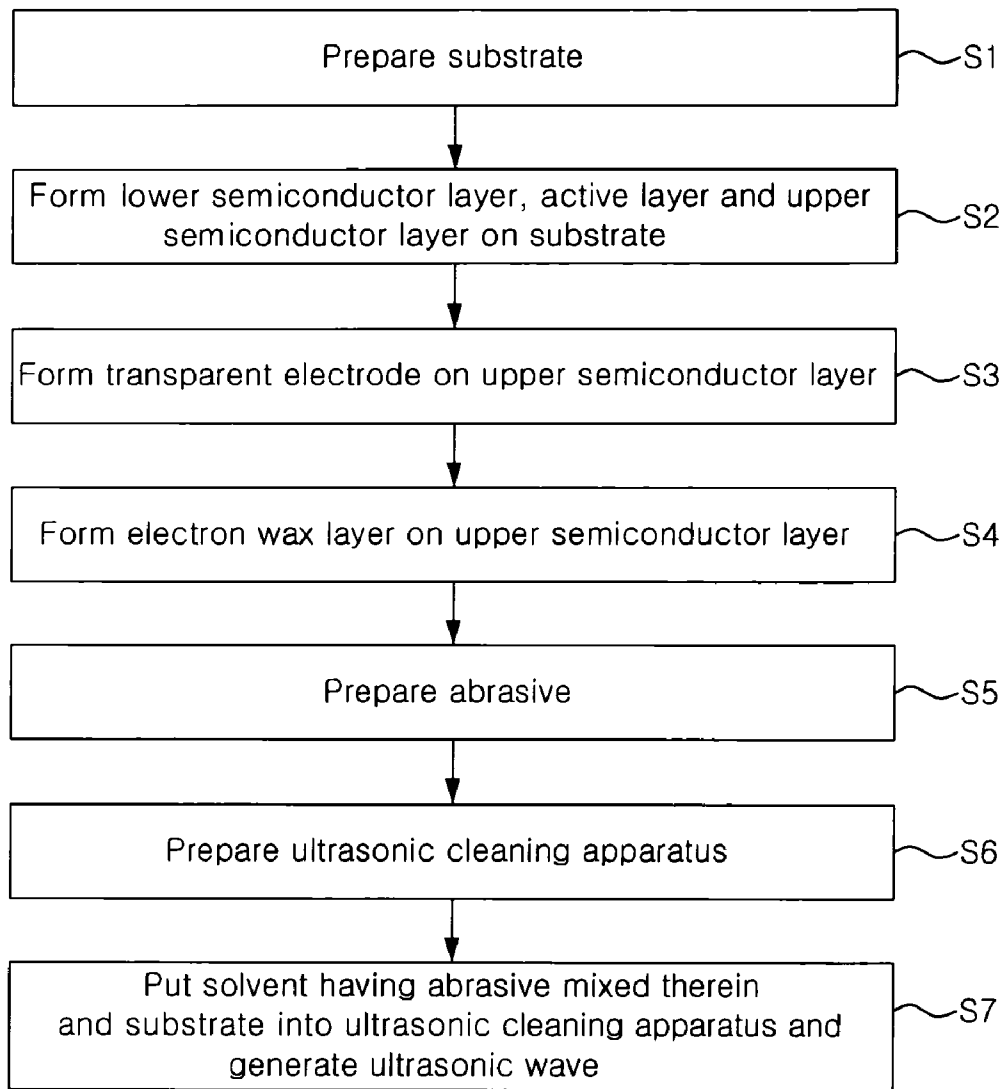 Prepare substrate
S1
Form lower semiconductor layer, active layer and upper
semiconductor layer on substrate
S2
Form transparent electrode on upper semiconductor layer
S3
Form electron wax layer on upper semiconductor layer
S4
Prepare abrasive
S5
Prepare ultrasonic cleaning apparatus
S6
Put solvent having abrasive mixed therein
and substrate into ultrasonic cleaning apparatus and
generate ultrasonic wave
S7